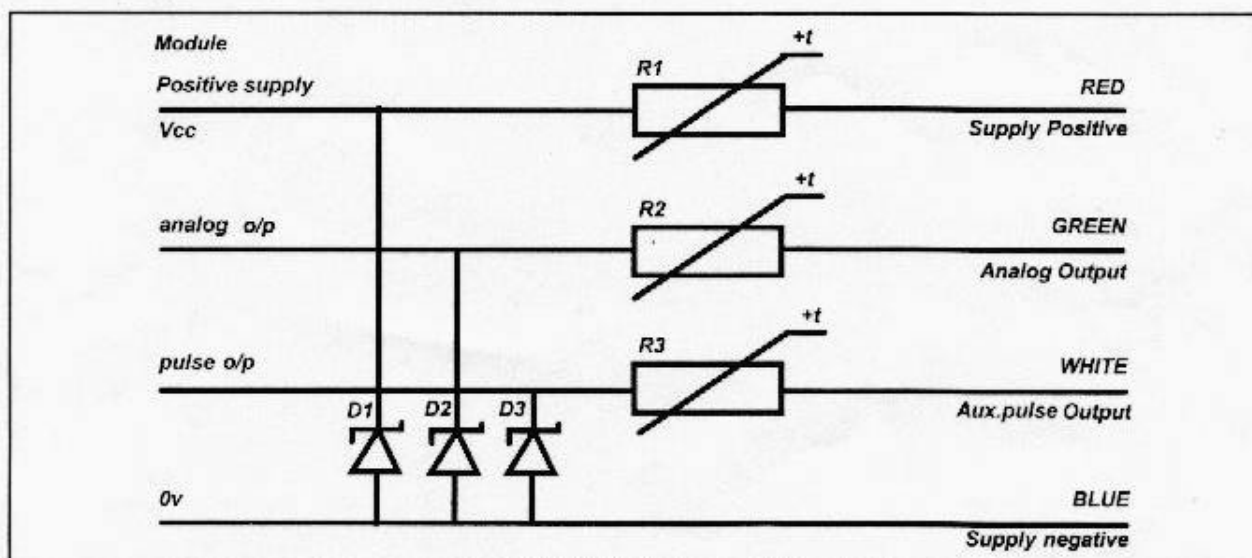 Module
+t
R1
Positive supply
RED
Vcc
Supply Positive
+t
R2
analog o/p
GREEN
Analog Output
+t
R3
pulse o/p
WHITE
D1 D2 D3
Aux.pulse Output
0v
BLUE
Supply negative